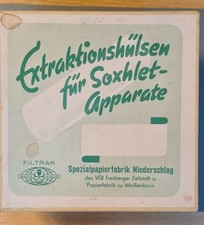 Extraktionshülsen
für Soxhlet-
Apparate
FILTRAK
Spezialpapierfabrik Niederschlag
des VEB Freiberger Zellstoff- u.
Papierfabrik zu Weißenborn